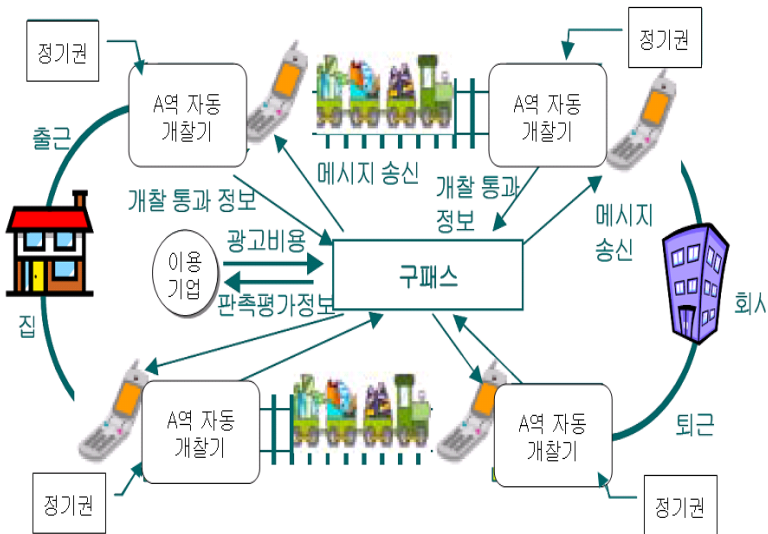 정기권
정기권
A역 자동
개찰기
A역 자동
개찰기
출근
메시지 송신
개찰 통과
정보
개찰 통과 정보
메시지
송신
이용
기업
광고비용
구패스
판촉평가정보
집
회사
A역 자동
개찰기
A역 자동
개찰기
퇴근
정기권
정기권